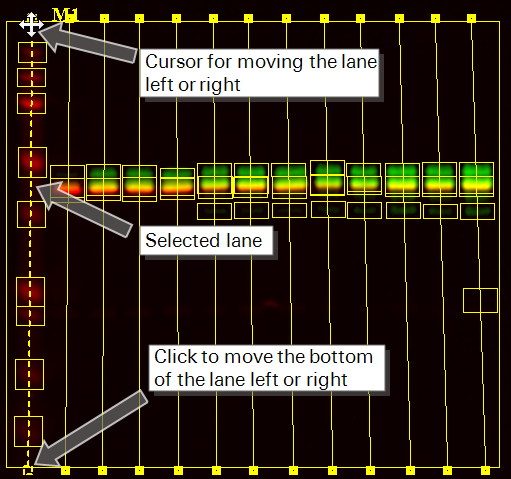 M1
Cursor for moving the lane
left or right
Selected lane
Click to move the bottom
of the lane left or right